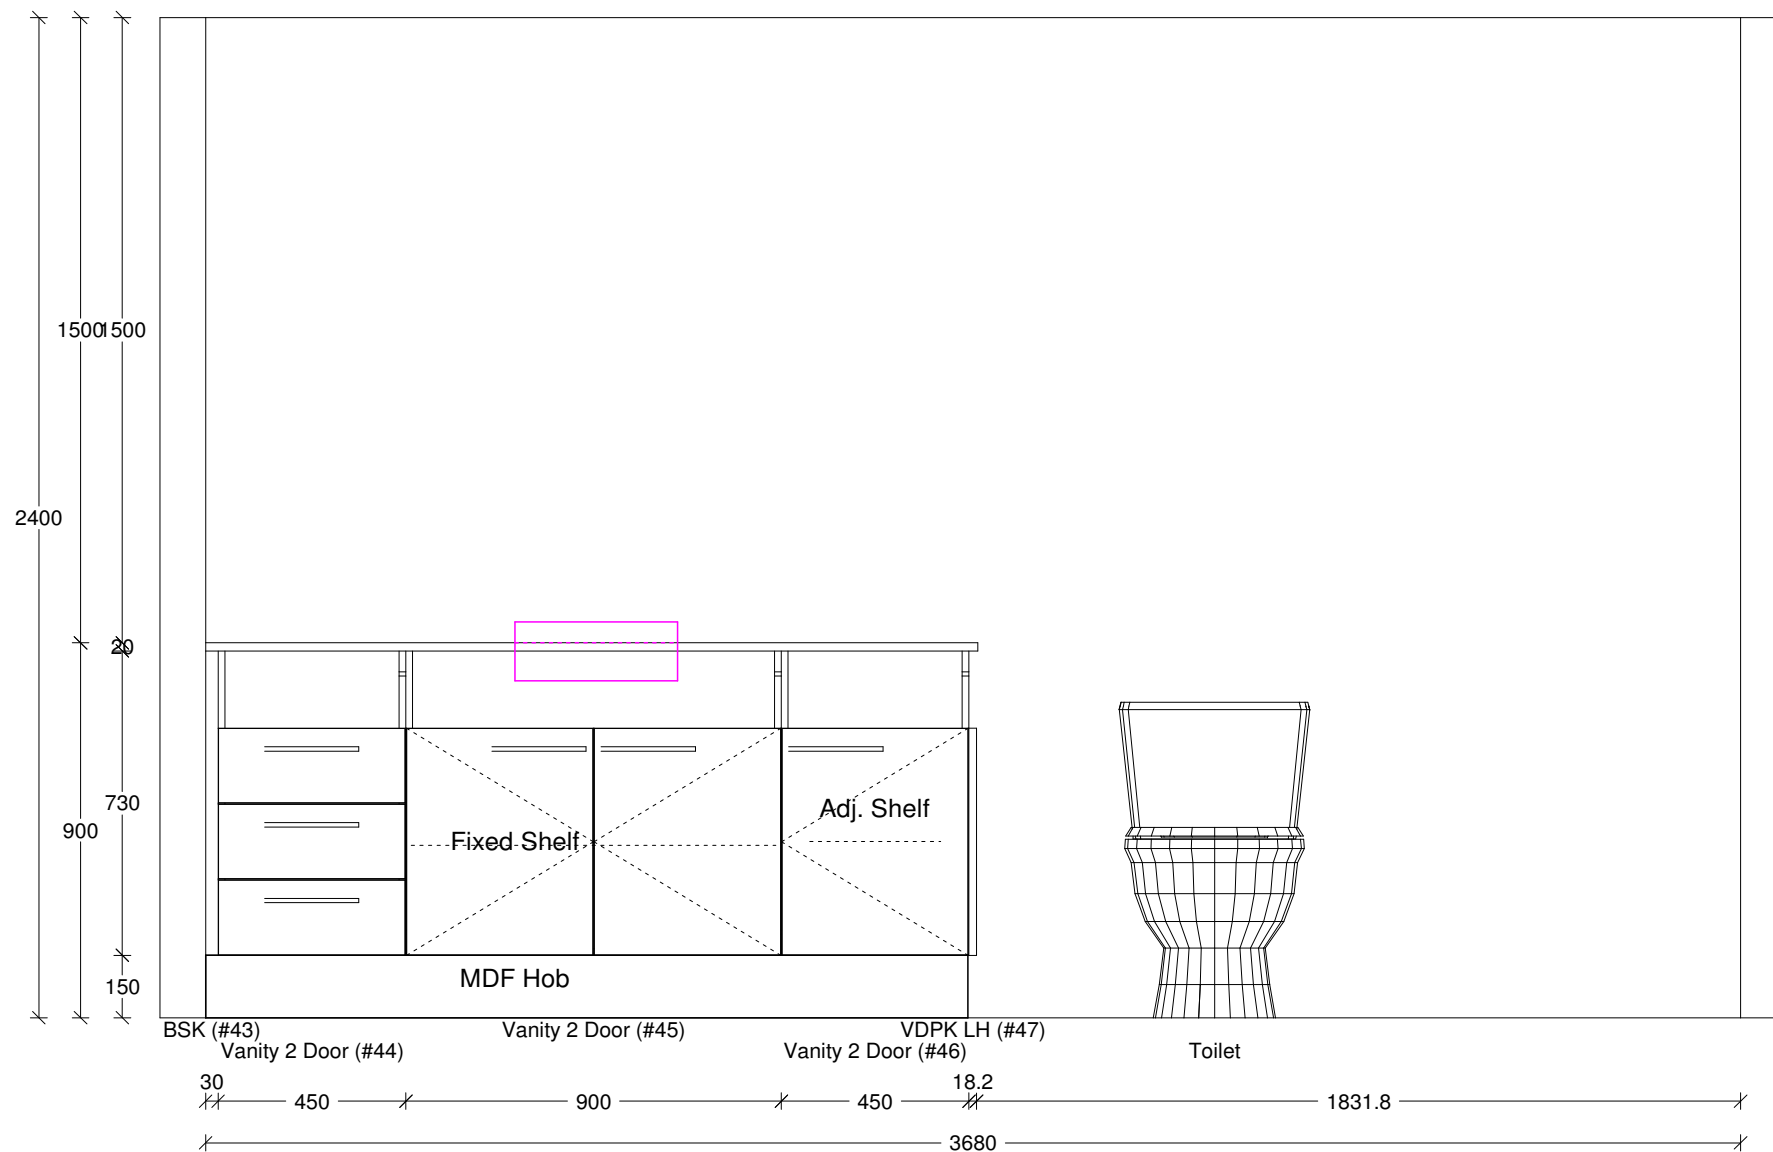 1500
1500
2400
20
730
900
Adj. Shelf
Fixed Shelf
MDF Hob
150
BSK (#43)
Vanity 2 Door (#45)
VDPK LH (#47)
Vanity 2 Door (#44)
Vanity 2 Door (#46)
Toilet
30
18.2
450
900
450
1831.8
3680